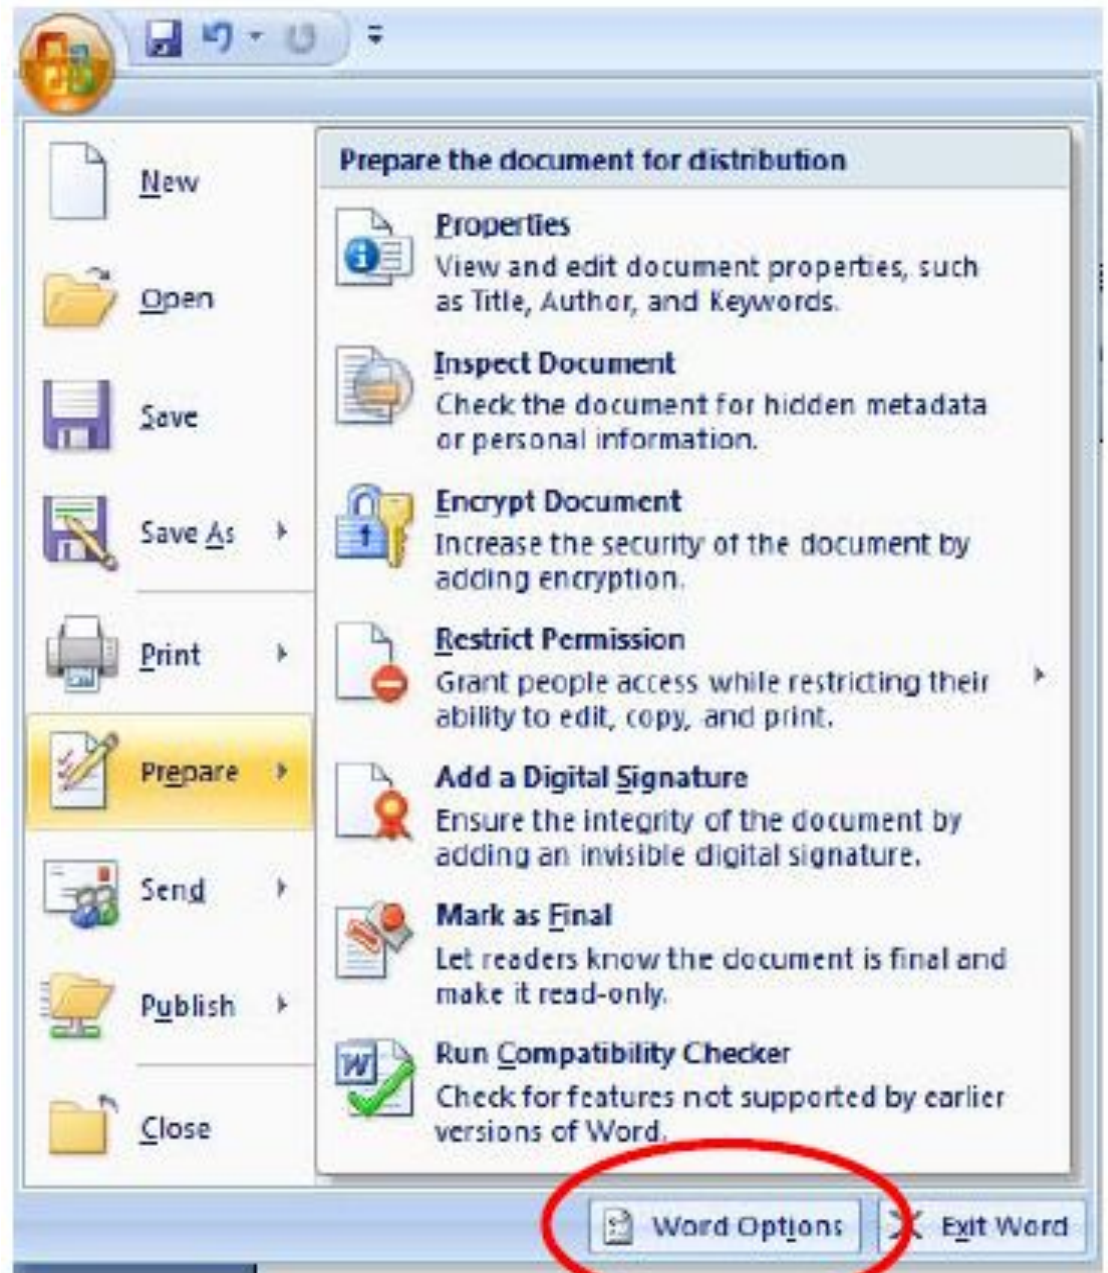 New
Open
Save
Save As
Print
Prepare
Send
Publish
Close
Prepare the document for distribution
Properties
View and edit document properties, such
as Title, Author, and Keywords.
Inspect Document
Check the document for hidden metadata
or personal information.
Encrypt Document
Increase the security of the document by
adding encryption.
Restrict Permission
Grant people access while restricting their
ability to edit, copy, and print.
Add a Digital Signature
Ensure the integrity of the document by
adding an invisible digital signature.
Mark as Final
Let readers know the document is final and
make it read-only.
Run Compatibility Checker
Check for features not supported by earlier
versions of Word.
Word Options
Exit Word